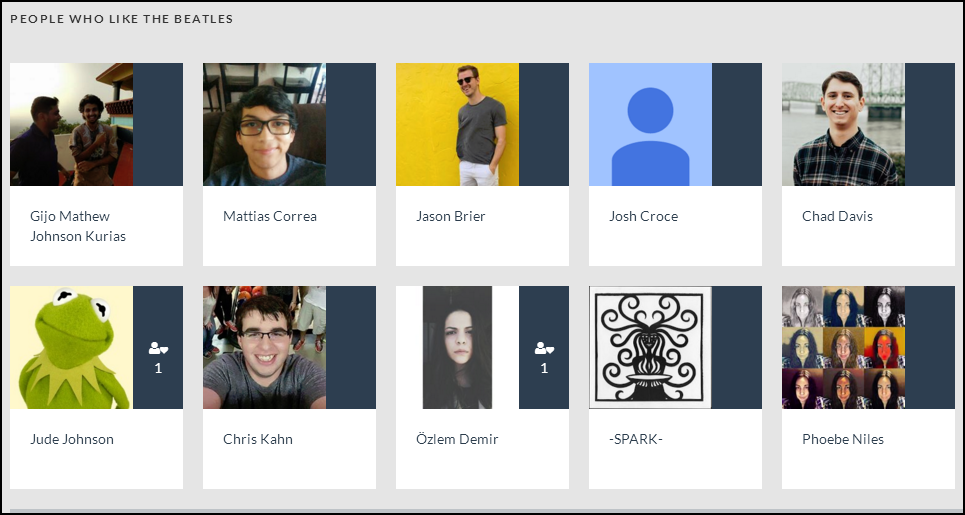 PEOPLE WHO LIKE THE BEATLES
Gijo Mathew
Johnson Kurias
Mattias Correa
Jason Brier
Josh Croce
Chad Davis
1
1
Jude Johnson
Chris Kahn
Özlem Demir
-SPARK-
Phoebe Niles